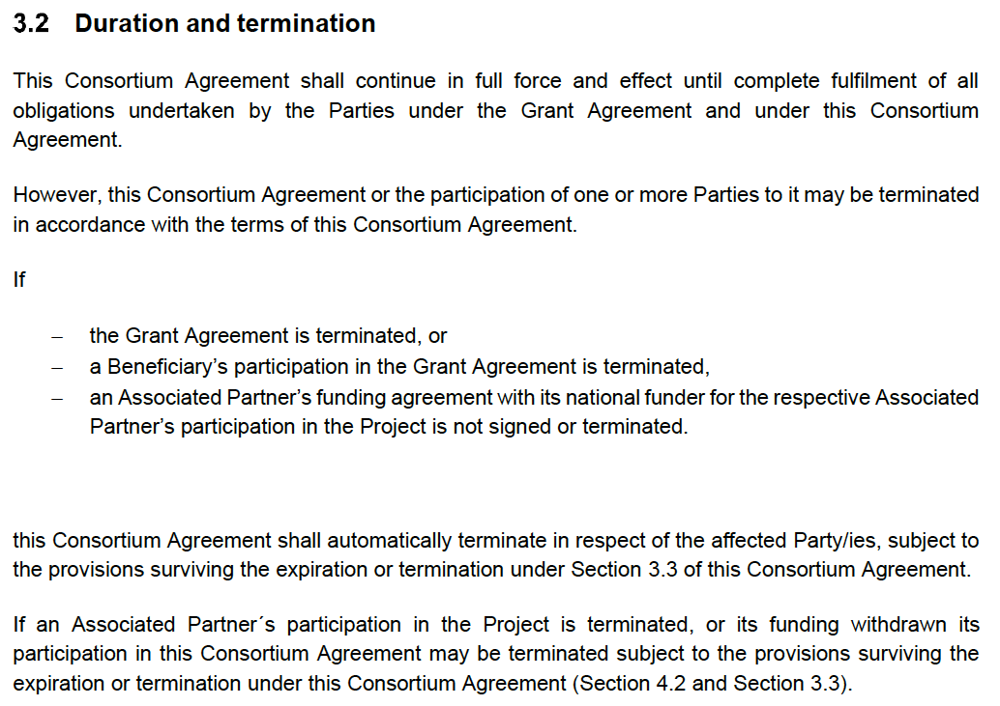 3.2 Duration and termination
This Consortium Agreement shall continue in full force and effect until complete fulfilment of all
obligations undertaken by the Parties under the Grant Agreement and under this Consortium
Agreement.
However, this Consortium Agreement or the participation of one or more Parties to it may be terminated
in accordance with the terms of this Consortium Agreement.
If
– the Grant Agreement is terminated, or
– a Beneficiary’s participation in the Grant Agreement is terminated,
– an Associated Partner’s funding agreement with its national funder for the respective Associated
Partner’s participation in the Project is not signed or terminated.
this Consortium Agreement shall automatically terminate in respect of the affected Party/ies, subject to
the provisions surviving the expiration or termination under Section 3.3 of this Consortium Agreement.
If an Associated Partner´s participation in the Project is terminated, or its funding withdrawn its
participation in this Consortium Agreement may be terminated subject to the provisions surviving the
expiration or termination under this Consortium Agreement (Section 4.2 and Section 3.3).